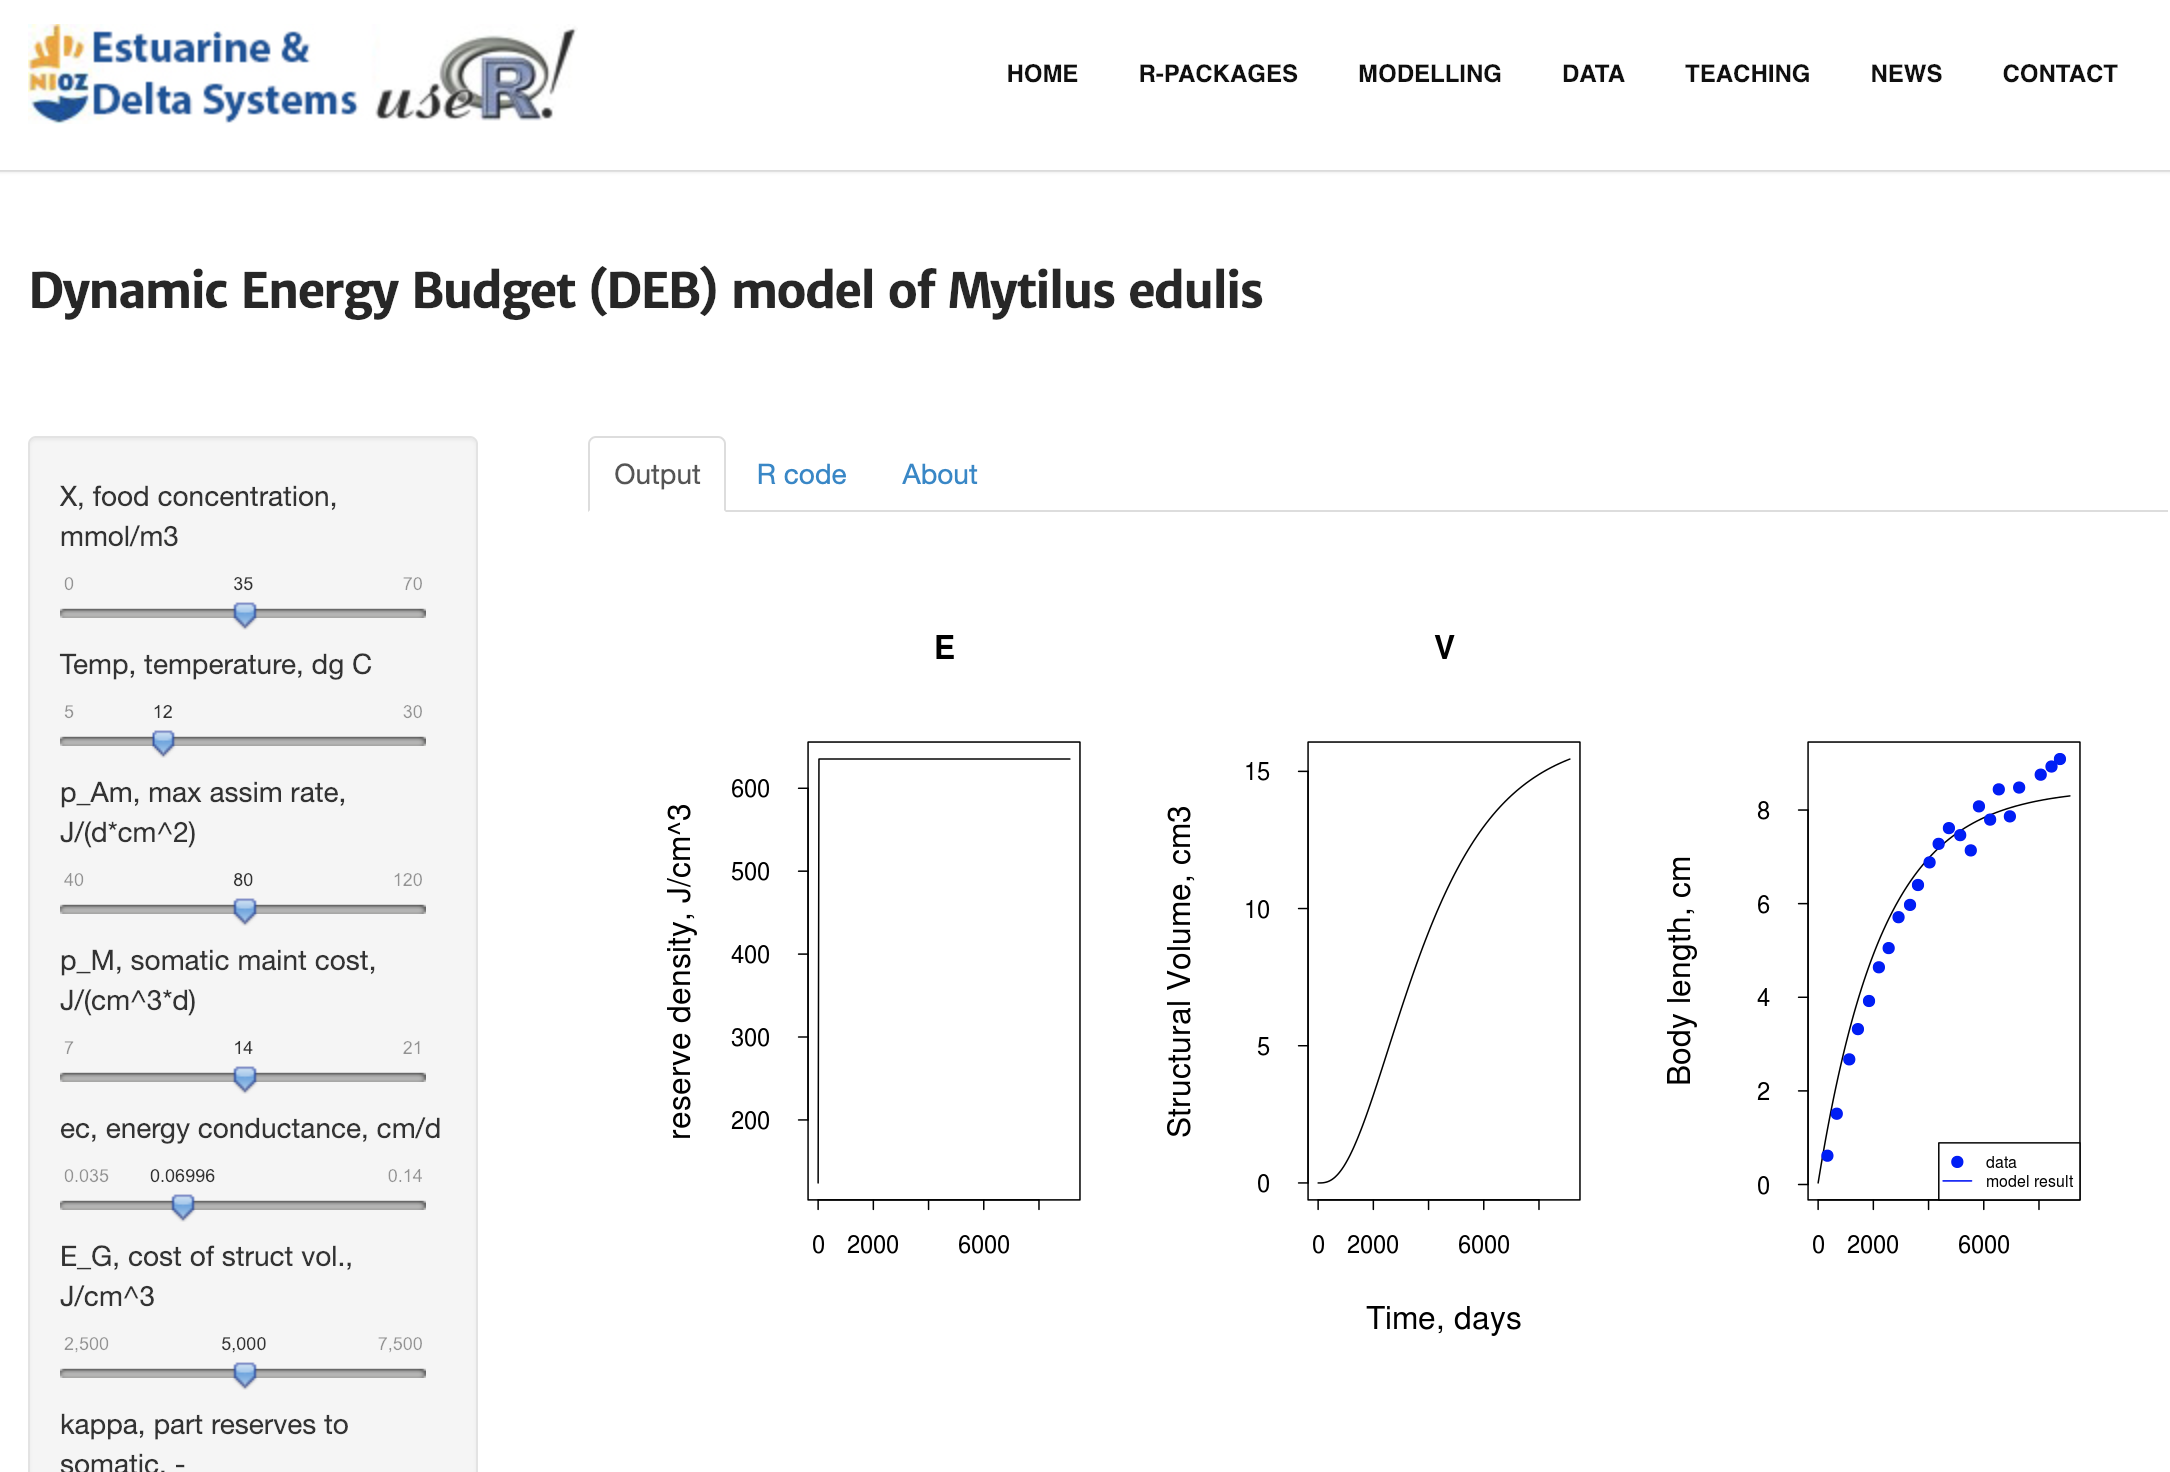 Estuarine &
NIOZ
Delta Systems
useR!
HOME R-PACKAGES MODELLING DATA TEACHING NEWS CONTACT
Dynamic Energy Budget (DEB) model of Mytilus edulis
X, food concentration,
mmol/m3
0 35 70
Temp, temperature, dg C
5 12 30
p_Am, max assim rate,
J/(d*cm^2)
40 80 120
p_M, somatic maint cost,
J/(cm^3*d)
7 14 21
ec, energy conductance, cm/d
0.035 0.06996 0.14
E_G, cost of struct vol.,
J/cm^3
2,500 5,000 7,500
kappa, part reserves to
somatic, -
Output R code About
E
reserve density, J/cm^3
600
500
400
300
200
0 2000 6000
V
Structural Volume, cm3
15
10
5
0
0 2000 6000
Body length, cm
8
6
4
2
0
data
model result
0 2000 6000
Time, days